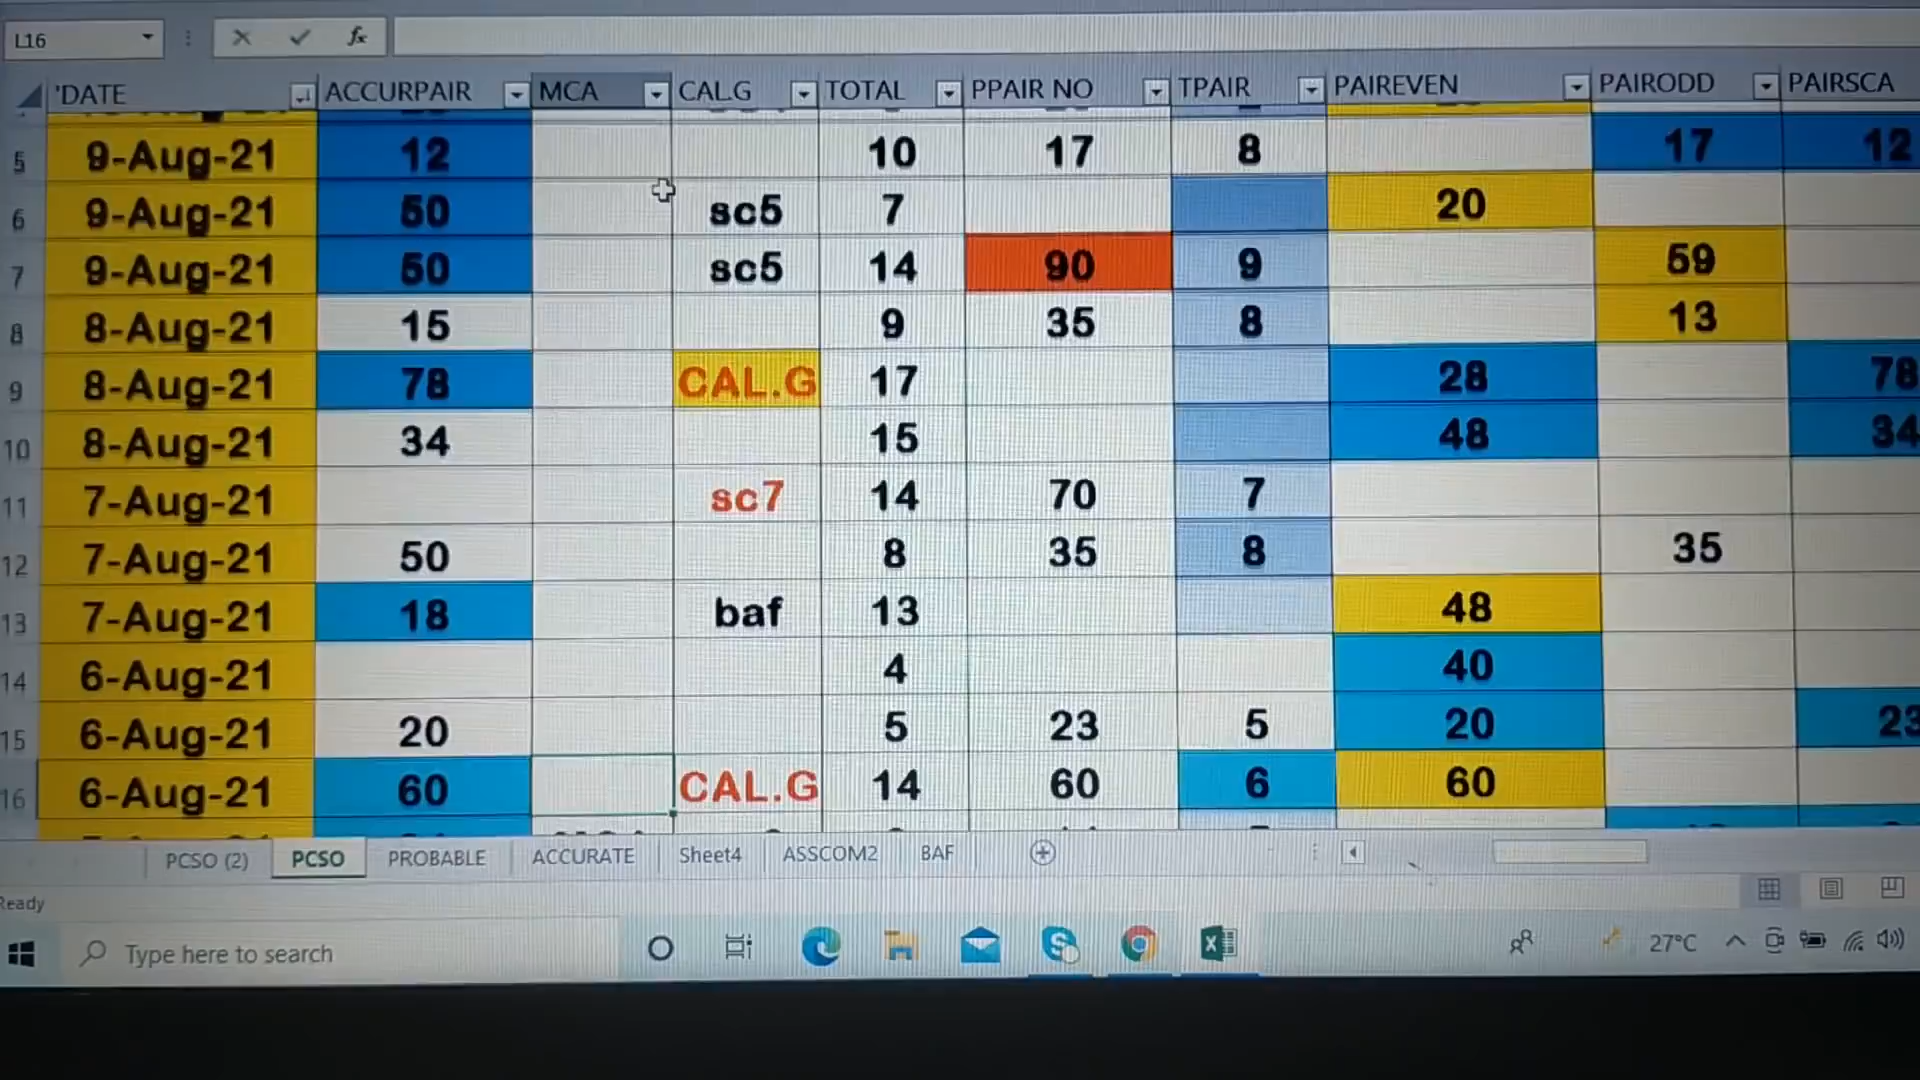 L16 fx
'DATE ACCURPAIR MCA CALG TOTAL PPAIR NO TPAIR PAIREVEN PAIRODD PAIRSCA
5 9-Aug-21 12 10 17 8 17 12
6 9-Aug-21 50 sc5 7 20
7 9-Aug-21 50 sc5 14 90 9 59
8 8-Aug-21 15 9 35 8 13
9 8-Aug-21 78 CAL.G 17 28 78
10 8-Aug-21 34 15 48 34
11 7-Aug-21 sc7 14 70 7
12 7-Aug-21 50 8 35 8 35
13 7-Aug-21 18 baf 13 48
14 6-Aug-21 4 40
15 6-Aug-21 20 5 23 5 20 23
16 6-Aug-21 60 CAL.G 14 60 6 60
PCSO (2) PCSO PROBABLE ACCURATE Sheet4 ASSCOM2 BAF
Ready
Type here to search 27°C